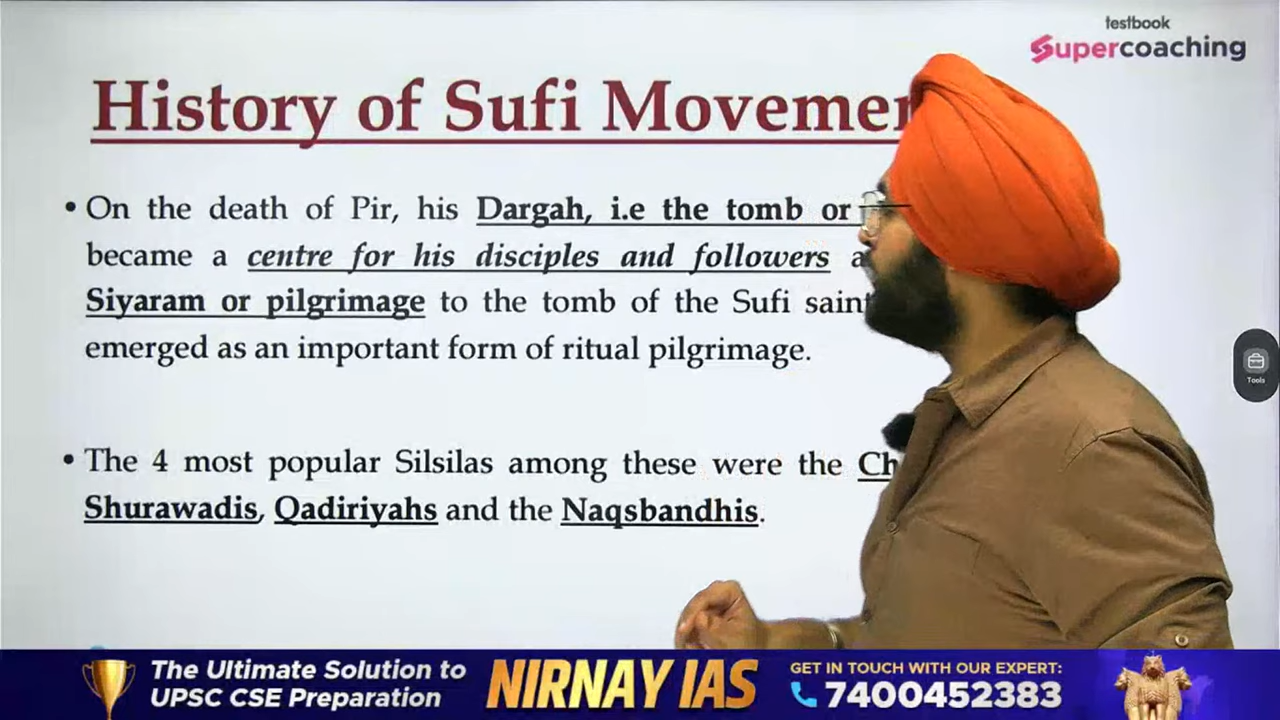 testbook
Supercoaching
History of Sufi
• On the death of Pir, his Dargah, i.e the tomb or
became a centre for his disciples and followers
Siyaram or pilgrimage to the tomb of the Sufi saint
emerged as an important form of ritual pilgrimage.
• The 4 most popular Silsilas among these were the
Shurawadis, Qadiriyahs and the Naqsbandhis.
Tools
The Ultimate Solution to
UPSC CSE Preparation
NIRNAY IAS
GET IN TOUCH WITH OUR EXPERT:
7400452383